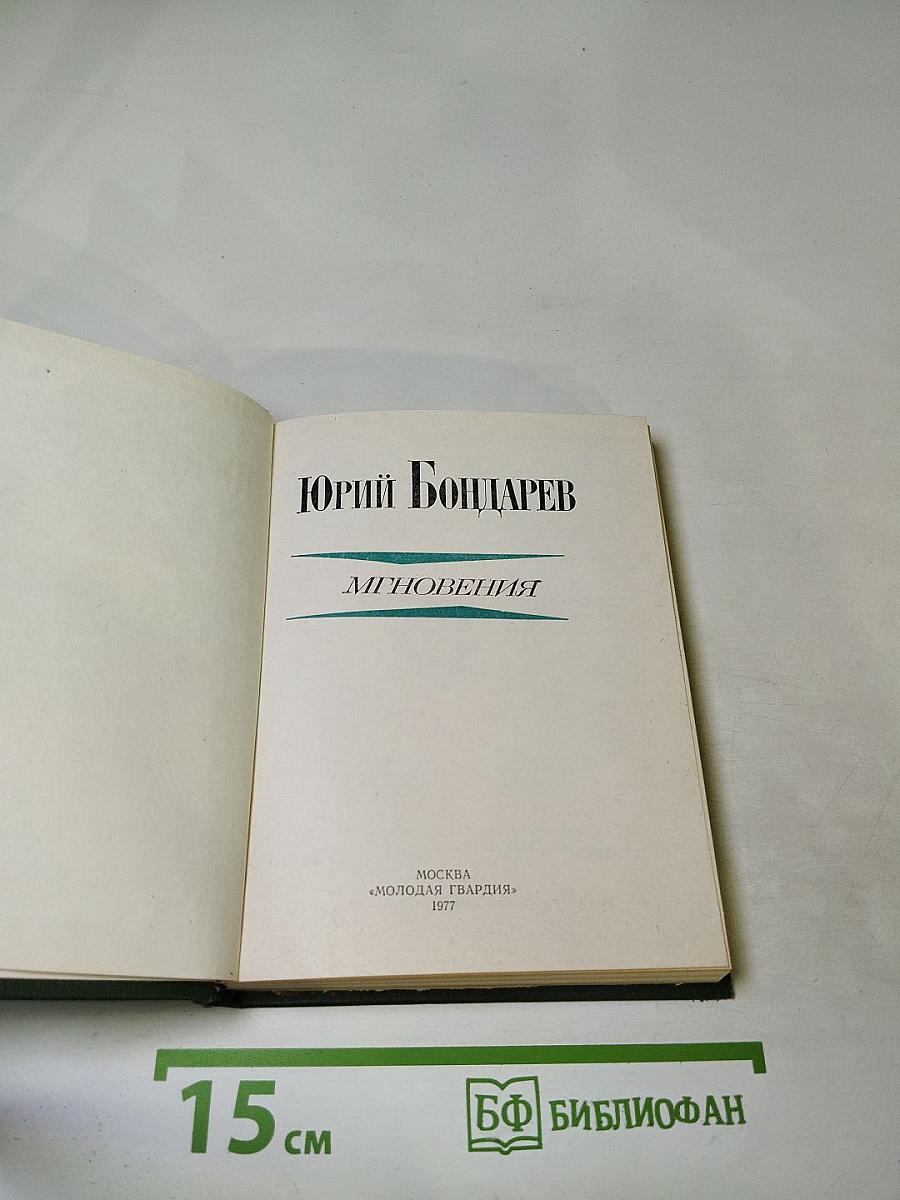 Юрий Бондарев
МГНОВЕНИЯ
МОСКВА
«МОЛОДАЯ ГВАРДИЯ»
1977
15 см
БФ БИБЛИОФАН